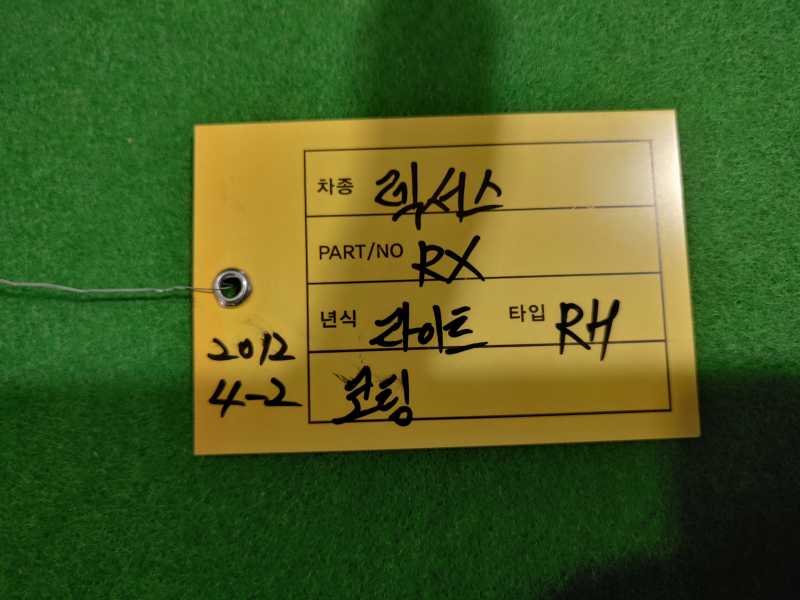 차종 렉서스
PART/NO RX
년식 라이트 타입 RH
코팅
2012
4-2